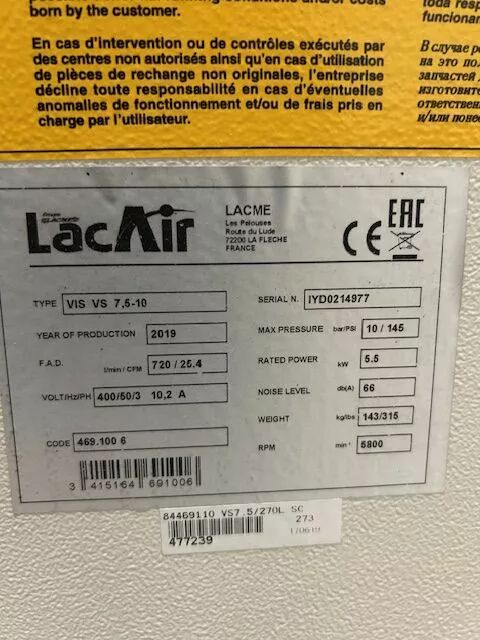 born by the customer.
En cas d'intervention ou de contrôles exécutés par
des centres non autorisés ainsi qu'en cas d'utilisation
de pièces de rechange non originales, l'entreprise
décline toute responsabilité en cas d'éventuelles
anomalies de fonctionnement et/ou de frais pris en
charge par l'utilisateur.
toda resp
funcionar
В случае ре
на это пол
запчастей
изготовите
ответствен
и/или понес
LacAir
LACME
Les Pelouses
Route du Lude
72200 LA FLECHE
FRANCE
CE
EAC
TYPE VIS VS 7,5-10
YEAR OF PRODUCTION 2019
F.A.D. l/min / CFM 720 / 25.4
VOLT/Hz/PH 400/50/3 10,2 A
CODE 469.100 6
3 415164 691006
SERIAL N. IYD0214977
MAX PRESSURE bar/PSI 10 / 145
RATED POWER kW 5.5
NOISE LEVEL db(A) 66
WEIGHT kg/lbs 143/315
RPM min⁻¹ 5800
84469110 VS7.5/270L SC
273
477239